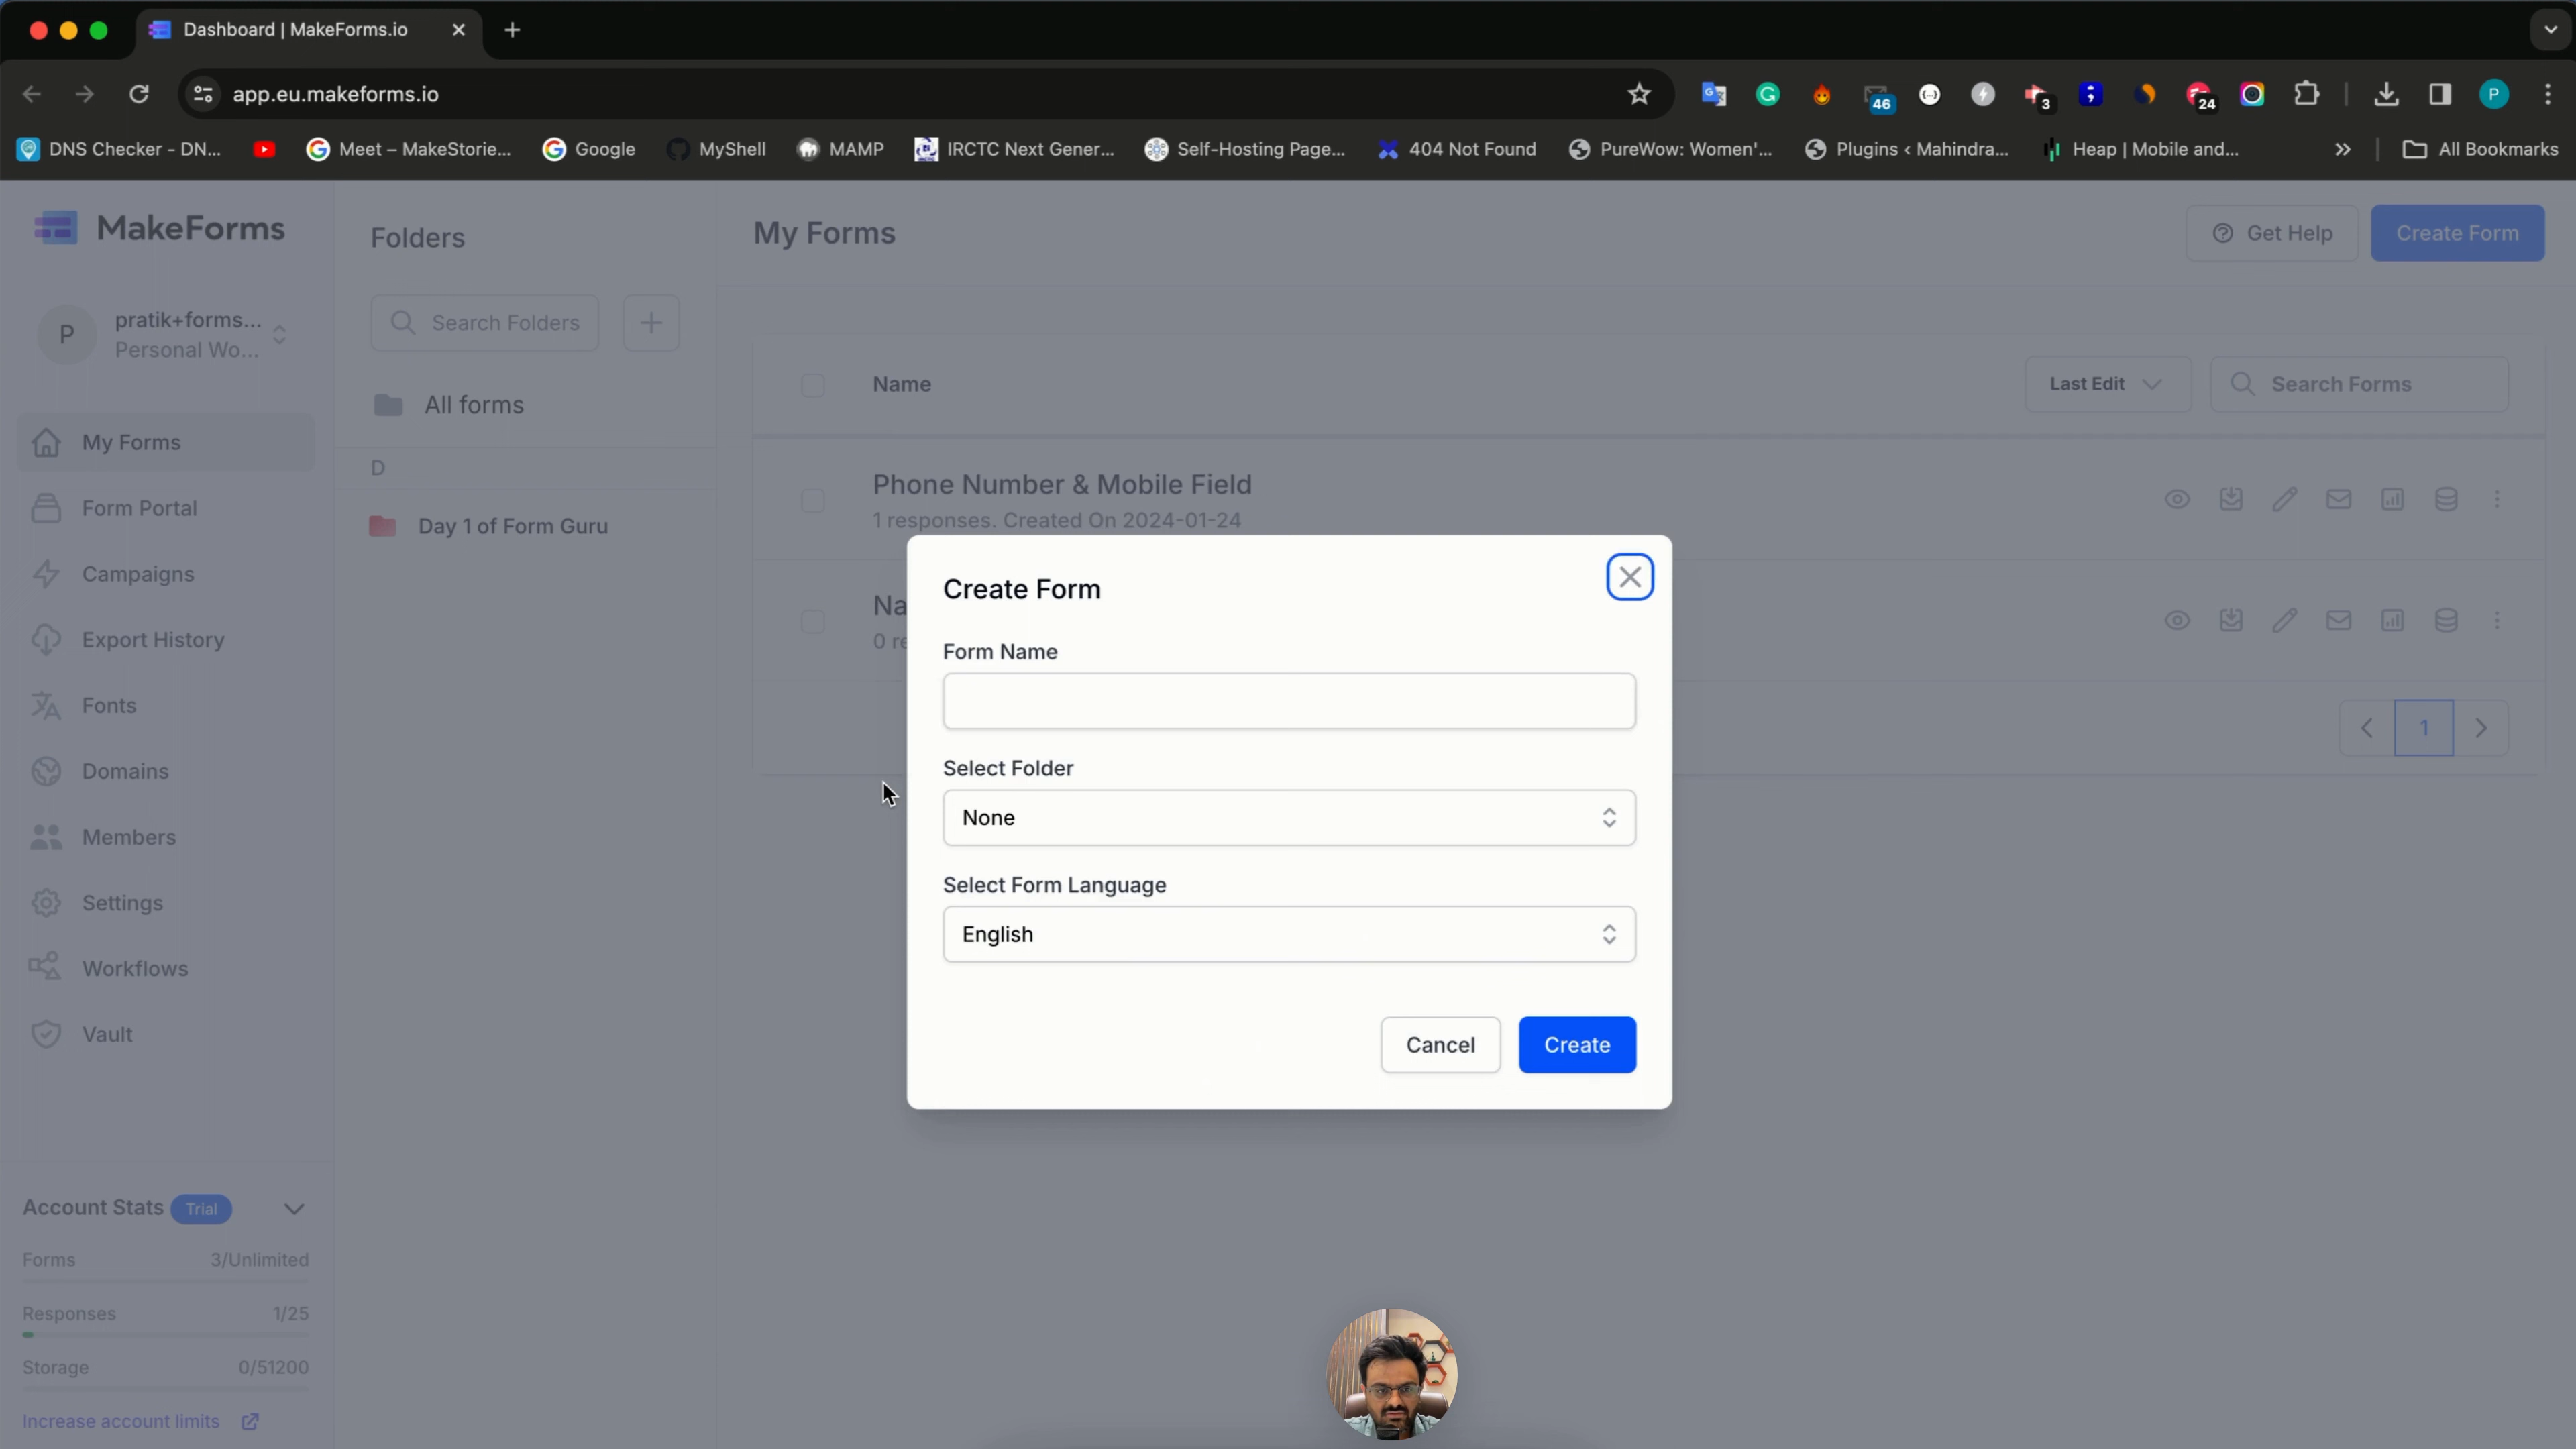 Dashboard | MakeForms.io
app.eu.makeforms.io
46
3
24
P
DNS Checker - DN...
Meet – MakeStorie...
Google
MyShell
MAMP
IRCTC Next Gener...
Self-Hosting Page...
404 Not Found
PureWow: Women'...
Plugins ‹ Mahindra...
Heap | Mobile and...
All Bookmarks
MakeForms
P
pratik+forms...
Personal Wo...
My Forms
Form Portal
Campaigns
Export History
Fonts
Domains
Members
Settings
Workflows
Vault
Account Stats Trial
Forms 3/Unlimited
Responses 1/25
Storage 0/51200
Increase account limits
Folders
Search Folders
All forms
D
Day 1 of Form Guru
My Forms
Get Help
Create Form
Name
Last Edit
Search Forms
Phone Number & Mobile Field
1 responses. Created On 2024-01-24
Na
0 re
1
Create Form
Form Name
Select Folder
None
Select Form Language
English
Cancel
Create